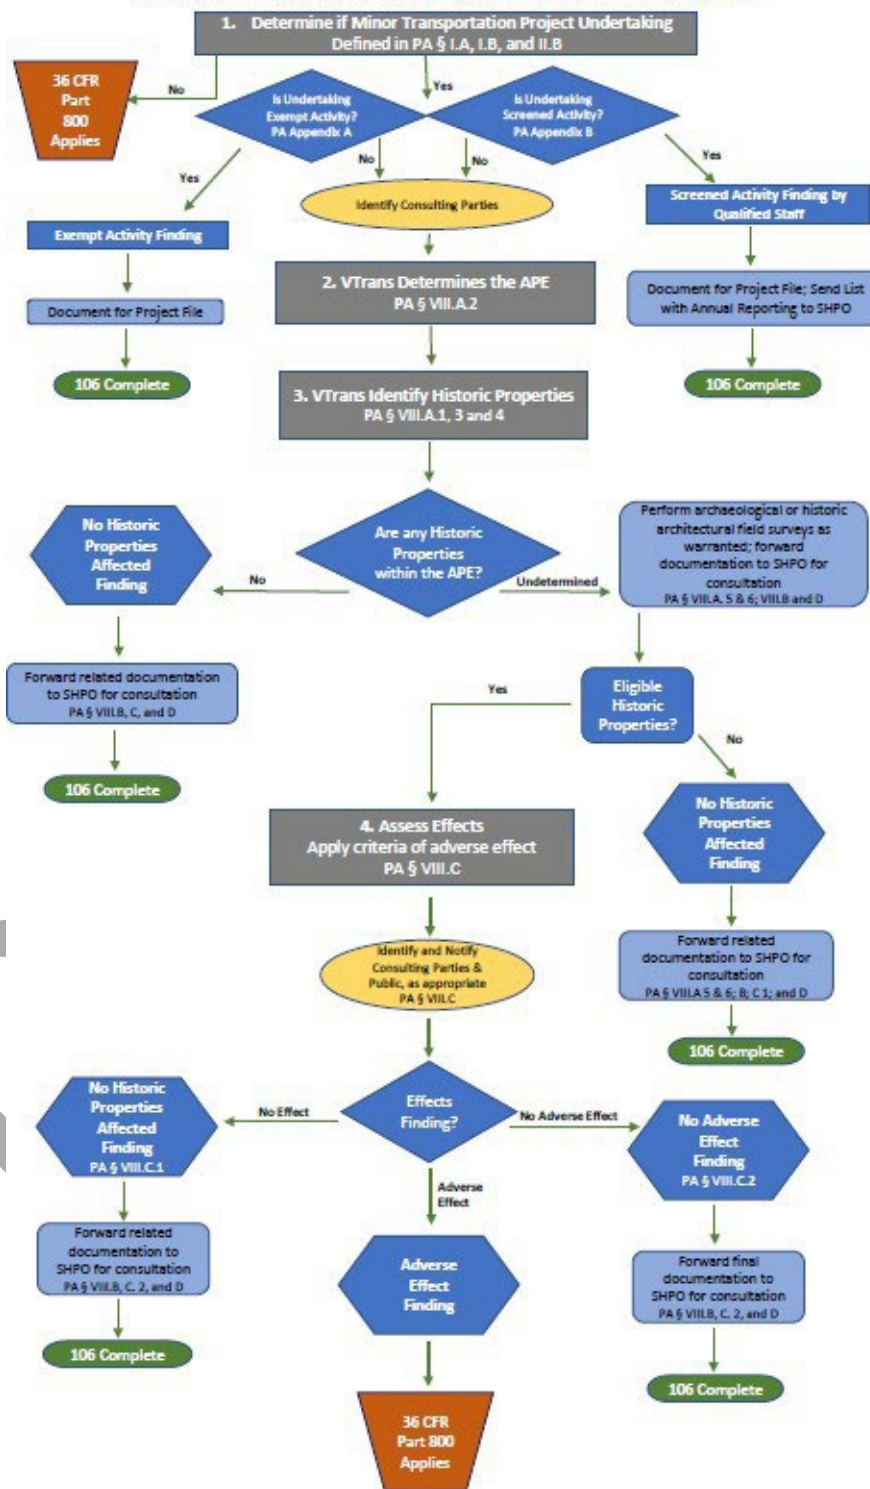 1. Determine if Minor Transportation Project Undertaking
Defined in PA § I.A, I.B, and II.B
36 CFR
Part
800
Applies
No
Yes
Is Undertaking
Exempt Activity?
PA Appendix A
Is Undertaking
Screened Activity?
PA Appendix B
No
No
Yes
Yes
Identify Consulting Parties
Exempt Activity Finding
Screened Activity Finding by
Qualified Staff
2. VTrans Determines the APE
PA § VIII.A.2
Document for Project File
Document for Project File; Send List
with Annual Reporting to SHPO
106 Complete
106 Complete
3. VTrans Identify Historic Properties
PA § VIII.A.1, 3 and 4
No Historic
Properties
Affected
Finding
Are any Historic
Properties
within the APE?
No
Undetermined
Perform archaeological or historic
architectural field surveys as
warranted; forward
documentation to SHPO for
consultation
PA § VIII.A. 5 & 6; VIII.B and D
Forward related documentation
to SHPO for consultation
PA § VIII.B, C, and D
106 Complete
Yes
Eligible
Historic
Properties?
No
4. Assess Effects
Apply criteria of adverse effect
PA § VIII.C
No Historic
Properties
Affected
Finding
Identify and Notify
Consulting Parties &
Public, as appropriate
PA § VIII.C
Forward related
documentation to SHPO for
consultation
PA § VIII.A 5 & 6; B; C 1; and D
106 Complete
No Historic
Properties
Affected
Finding
PA § VIII.C.1
No Effect
Effects
Finding?
No Adverse Effect
No Adverse
Effect
Finding
PA § VIII.C.2
Adverse
Effect
Forward related
documentation to
SHPO for consultation
PA § VIII.B, C. 2, and D
Adverse
Effect
Finding
Forward final
documentation to
SHPO for consultation
PA § VIII.B, C. 2, and D
106 Complete
106 Complete
36 CFR
Part 800
Applies